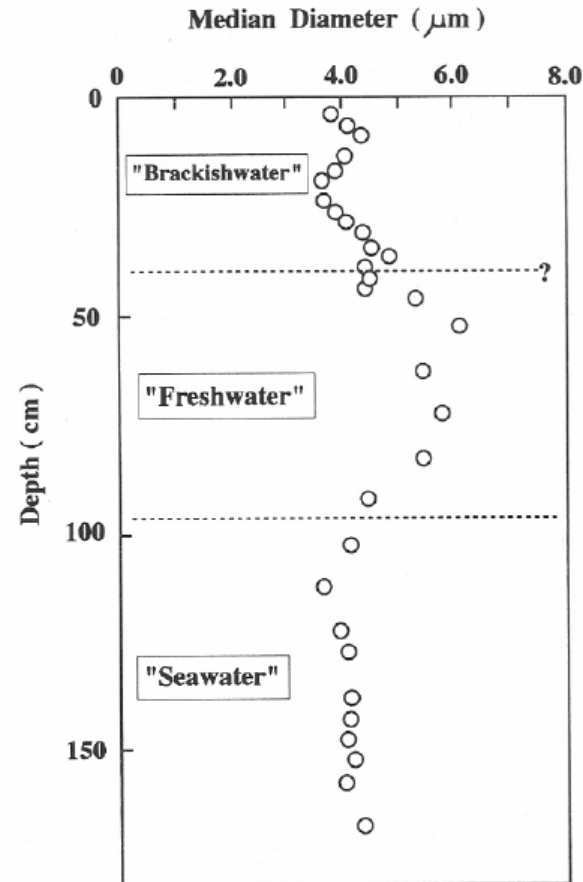 Median Diameter ( μm )
0 2.0 4.0 6.0 8.0
0
"Brackishwater"
?
50
"Freshwater"
Depth ( cm )
100
"Seawater"
150